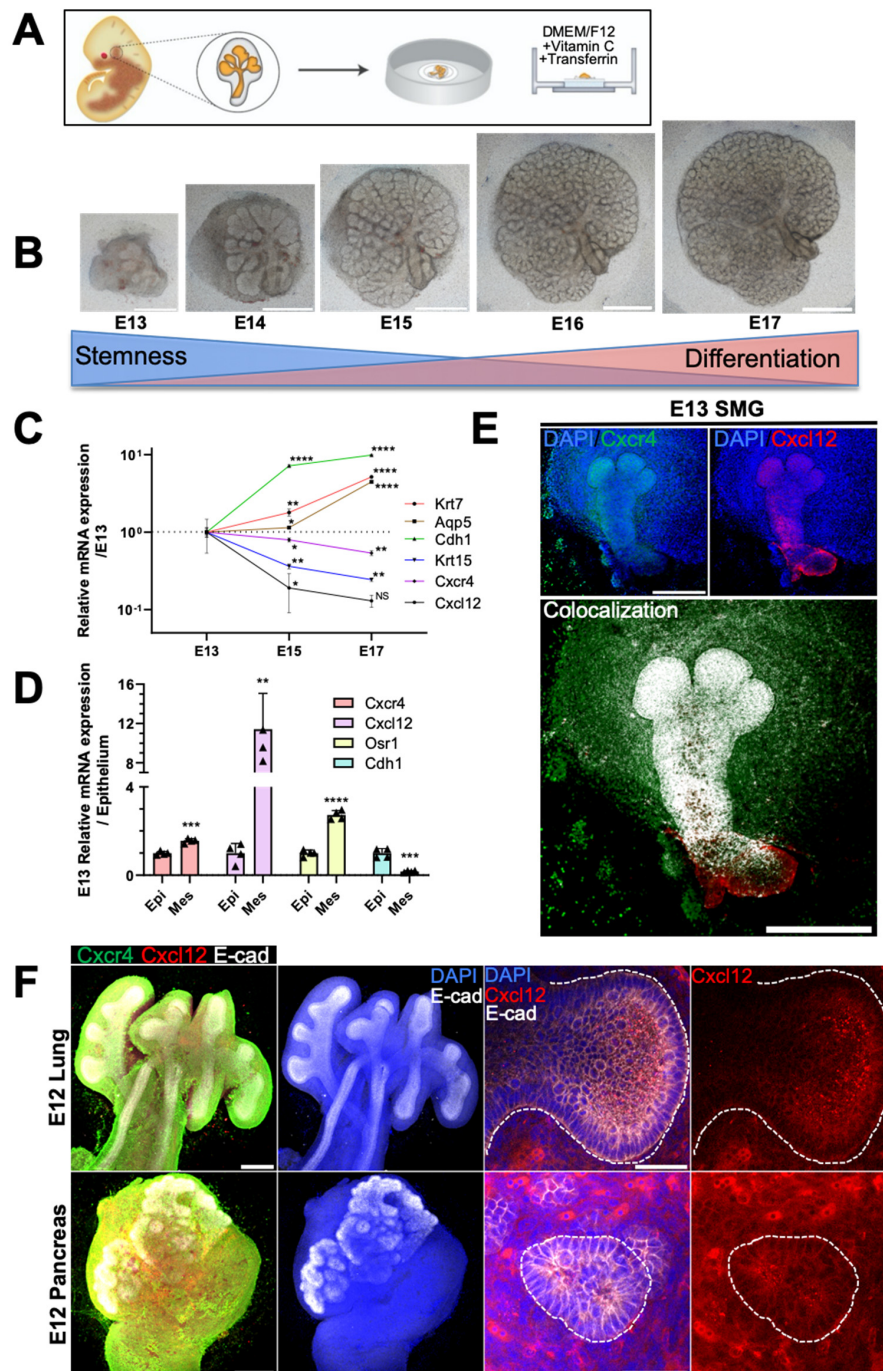 A
DMEM/F12
+Vitamin C
+Transferrin
B
E13
E14
E15
E16
E17
Stemness
Differentiation
C
Relative mRNA expression
/E13
10¹
10⁰
10⁻¹
****
****
****
****
**
*
*
**
**
**
*
NS
Krt7
Aqp5
Cdh1
Krt15
Cxcr4
Cxcl12
E13
E15
E17
D
E13 Relative mRNA expression
/ Epithelium
16
14
12
10
8
4
2
0
***
**
****
***
Cxcr4
Cxcl12
Osr1
Cdh1
Epi
Mes
Epi
Mes
Epi
Mes
Epi
Mes
E
E13 SMG
DAPI/Cxcr4
DAPI/Cxcl12
Colocalization
F
Cxcr4 Cxcl12 E-cad
DAPI
E-cad
DAPI
Cxcl12
E-cad
Cxcl12
E12 Lung
E12 Pancreas